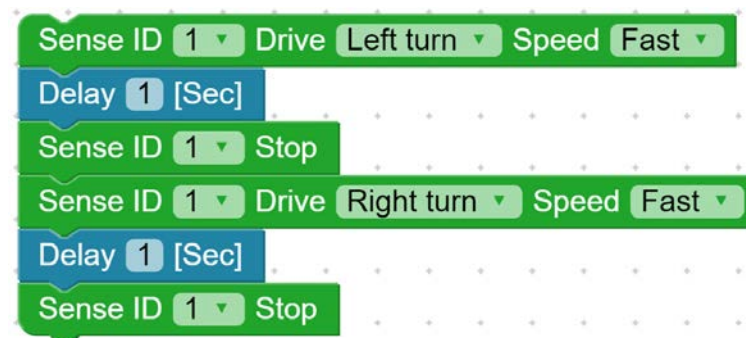 Sense ID 1 Drive Left turn Speed Fast
Delay 1 [Sec]
Sense ID 1 Stop
Sense ID 1 Drive Right turn Speed Fast
Delay 1 [Sec]
Sense ID 1 Stop